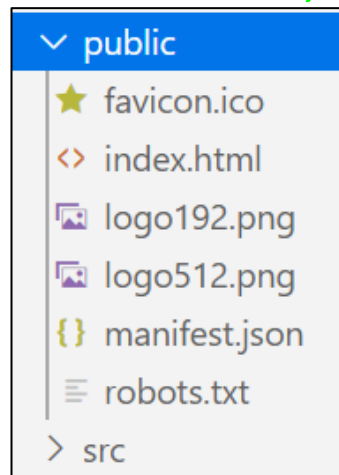 public
favicon.ico
index.html
logo192.png
logo512.png
manifest.json
robots.txt
src